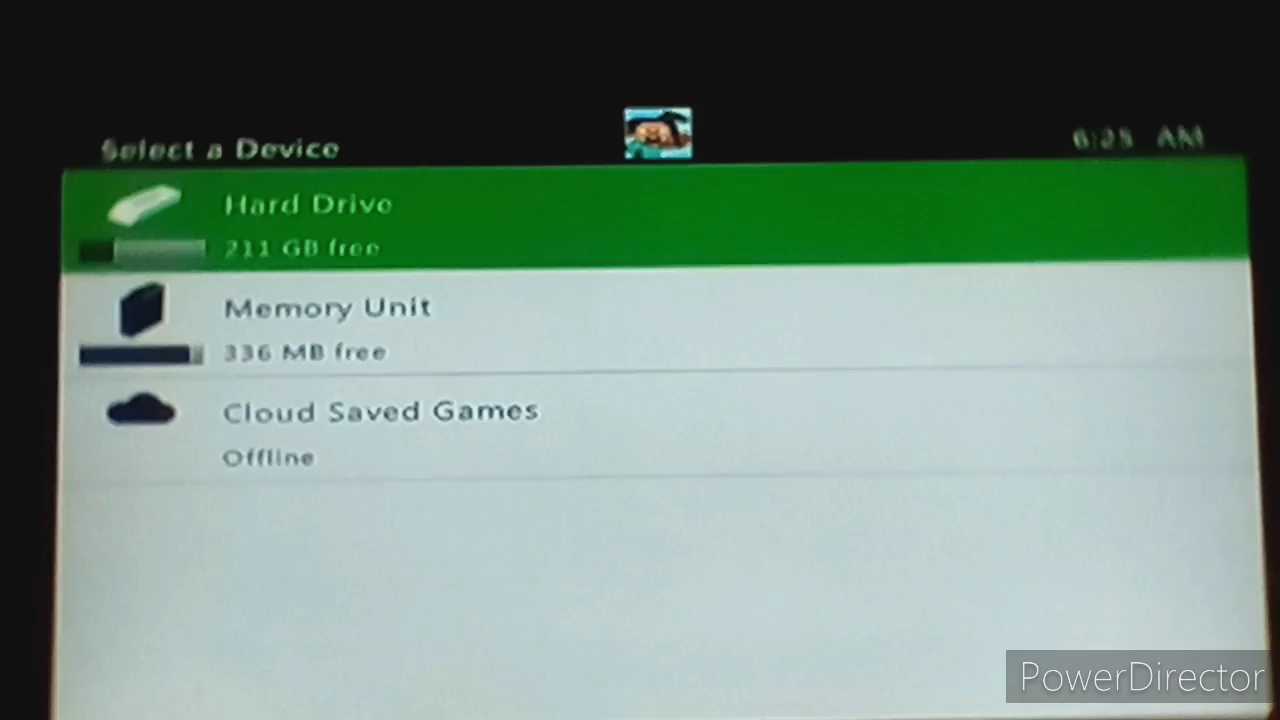 Select a Device
6:25 AM
Hard Drive
211 GB free
Memory Unit
336 MB free
Cloud Saved Games
Offline
PowerDirector